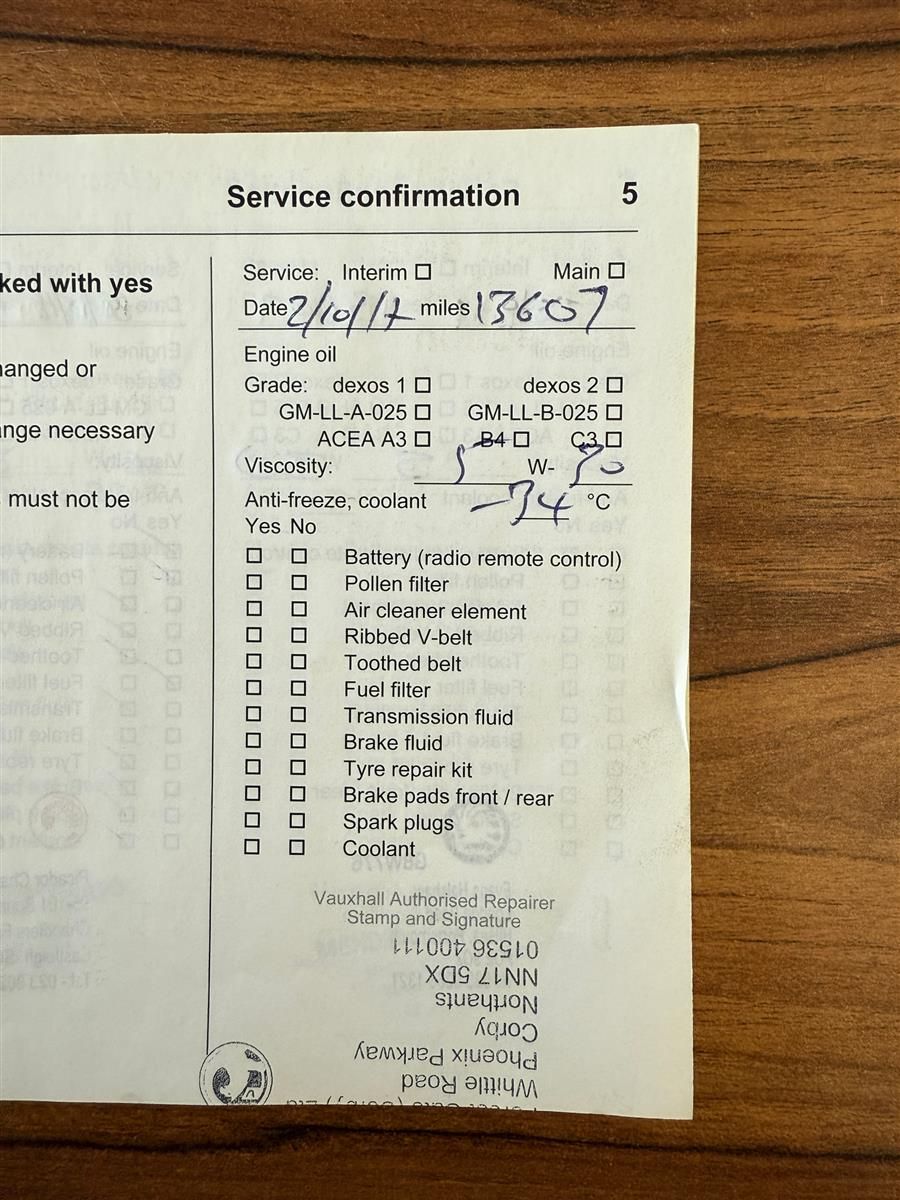 Service confirmation 5
ked with yes
hanged or
ange necessary
must not be
Service: Interim ☐ Main ☐
Date 2/10/17 miles 13607
Engine oil
Grade: dexos 1 ☐ dexos 2 ☐
GM-LL-A-025 ☐ GM-LL-B-025 ☐
ACEA A3 ☐ B4 ☐ C3 ☐
Viscosity: 5 W- 30
Anti-freeze, coolant -34 °C
Yes No
☐ ☐ Battery (radio remote control)
☐ ☐ Pollen filter
☐ ☐ Air cleaner element
☐ ☐ Ribbed V-belt
☐ ☐ Toothed belt
☐ ☐ Fuel filter
☐ ☐ Transmission fluid
☐ ☐ Brake fluid
☐ ☐ Tyre repair kit
☐ ☐ Brake pads front / rear
☐ ☐ Spark plugs
☐ ☐ Coolant
Vauxhall Authorised Repairer
Stamp and Signature
Whittle Road
Phoenix Parkway
Corby
Northants
NN17 5DX
01536 400111